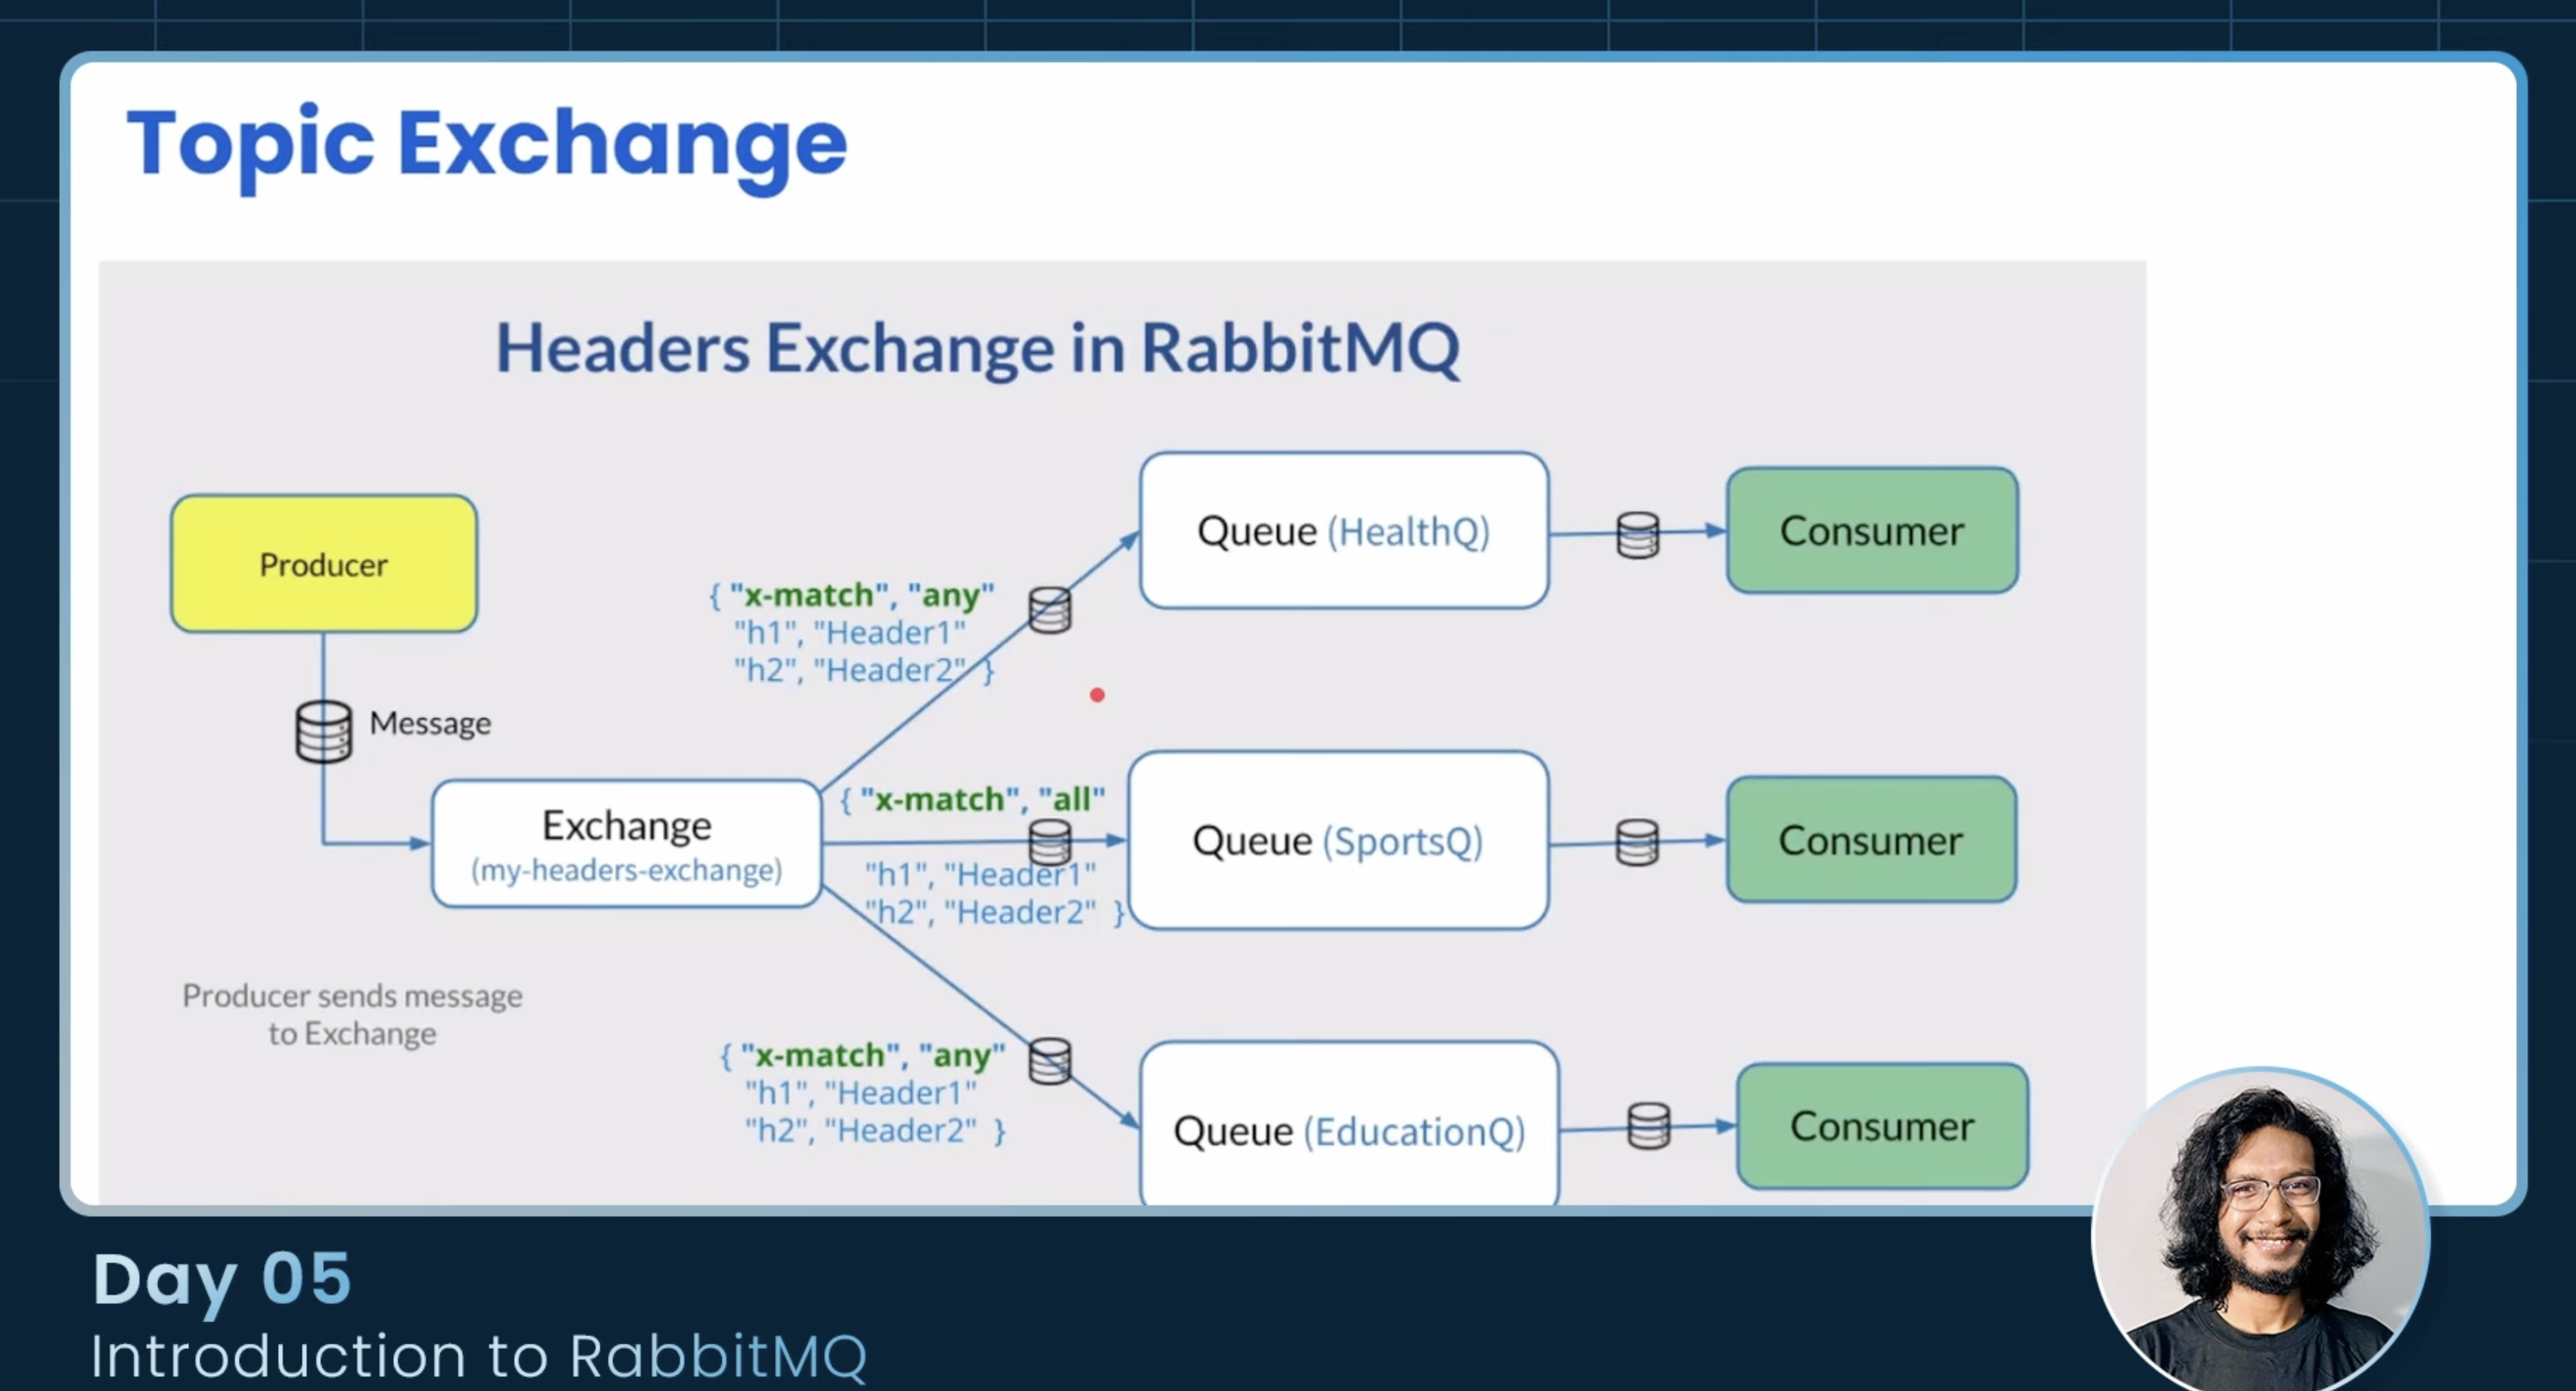 Topic Exchange
Headers Exchange in RabbitMQ
Producer
Message
Exchange
(my-headers-exchange)
Producer sends message
to Exchange
{ "x-match", "any"
"h1", "Header1"
"h2", "Header2" }
Queue (HealthQ)
Consumer
{ "x-match", "all"
"h1", "Header1"
"h2", "Header2" }
Queue (SportsQ)
Consumer
{ "x-match", "any"
"h1", "Header1"
"h2", "Header2" }
Queue (EducationQ)
Consumer
Day 05
Introduction to RabbitMQ